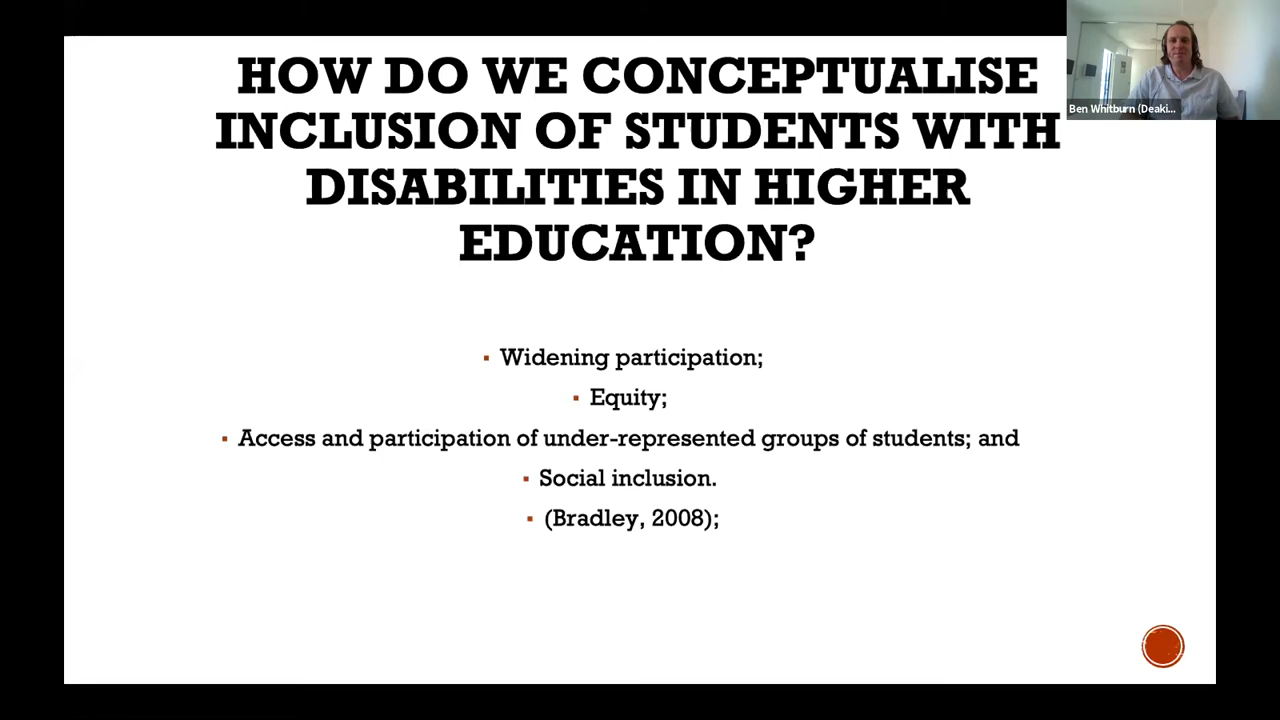 HOW DO WE CONCEPTUALISE
INCLUSION OF STUDENTS WITH
DISABILITIES IN HIGHER
EDUCATION?
▪ Widening participation;
▪ Equity;
▪ Access and participation of under-represented groups of students; and
▪ Social inclusion.
▪ (Bradley, 2008);
Ben Whitburn (Deaki...